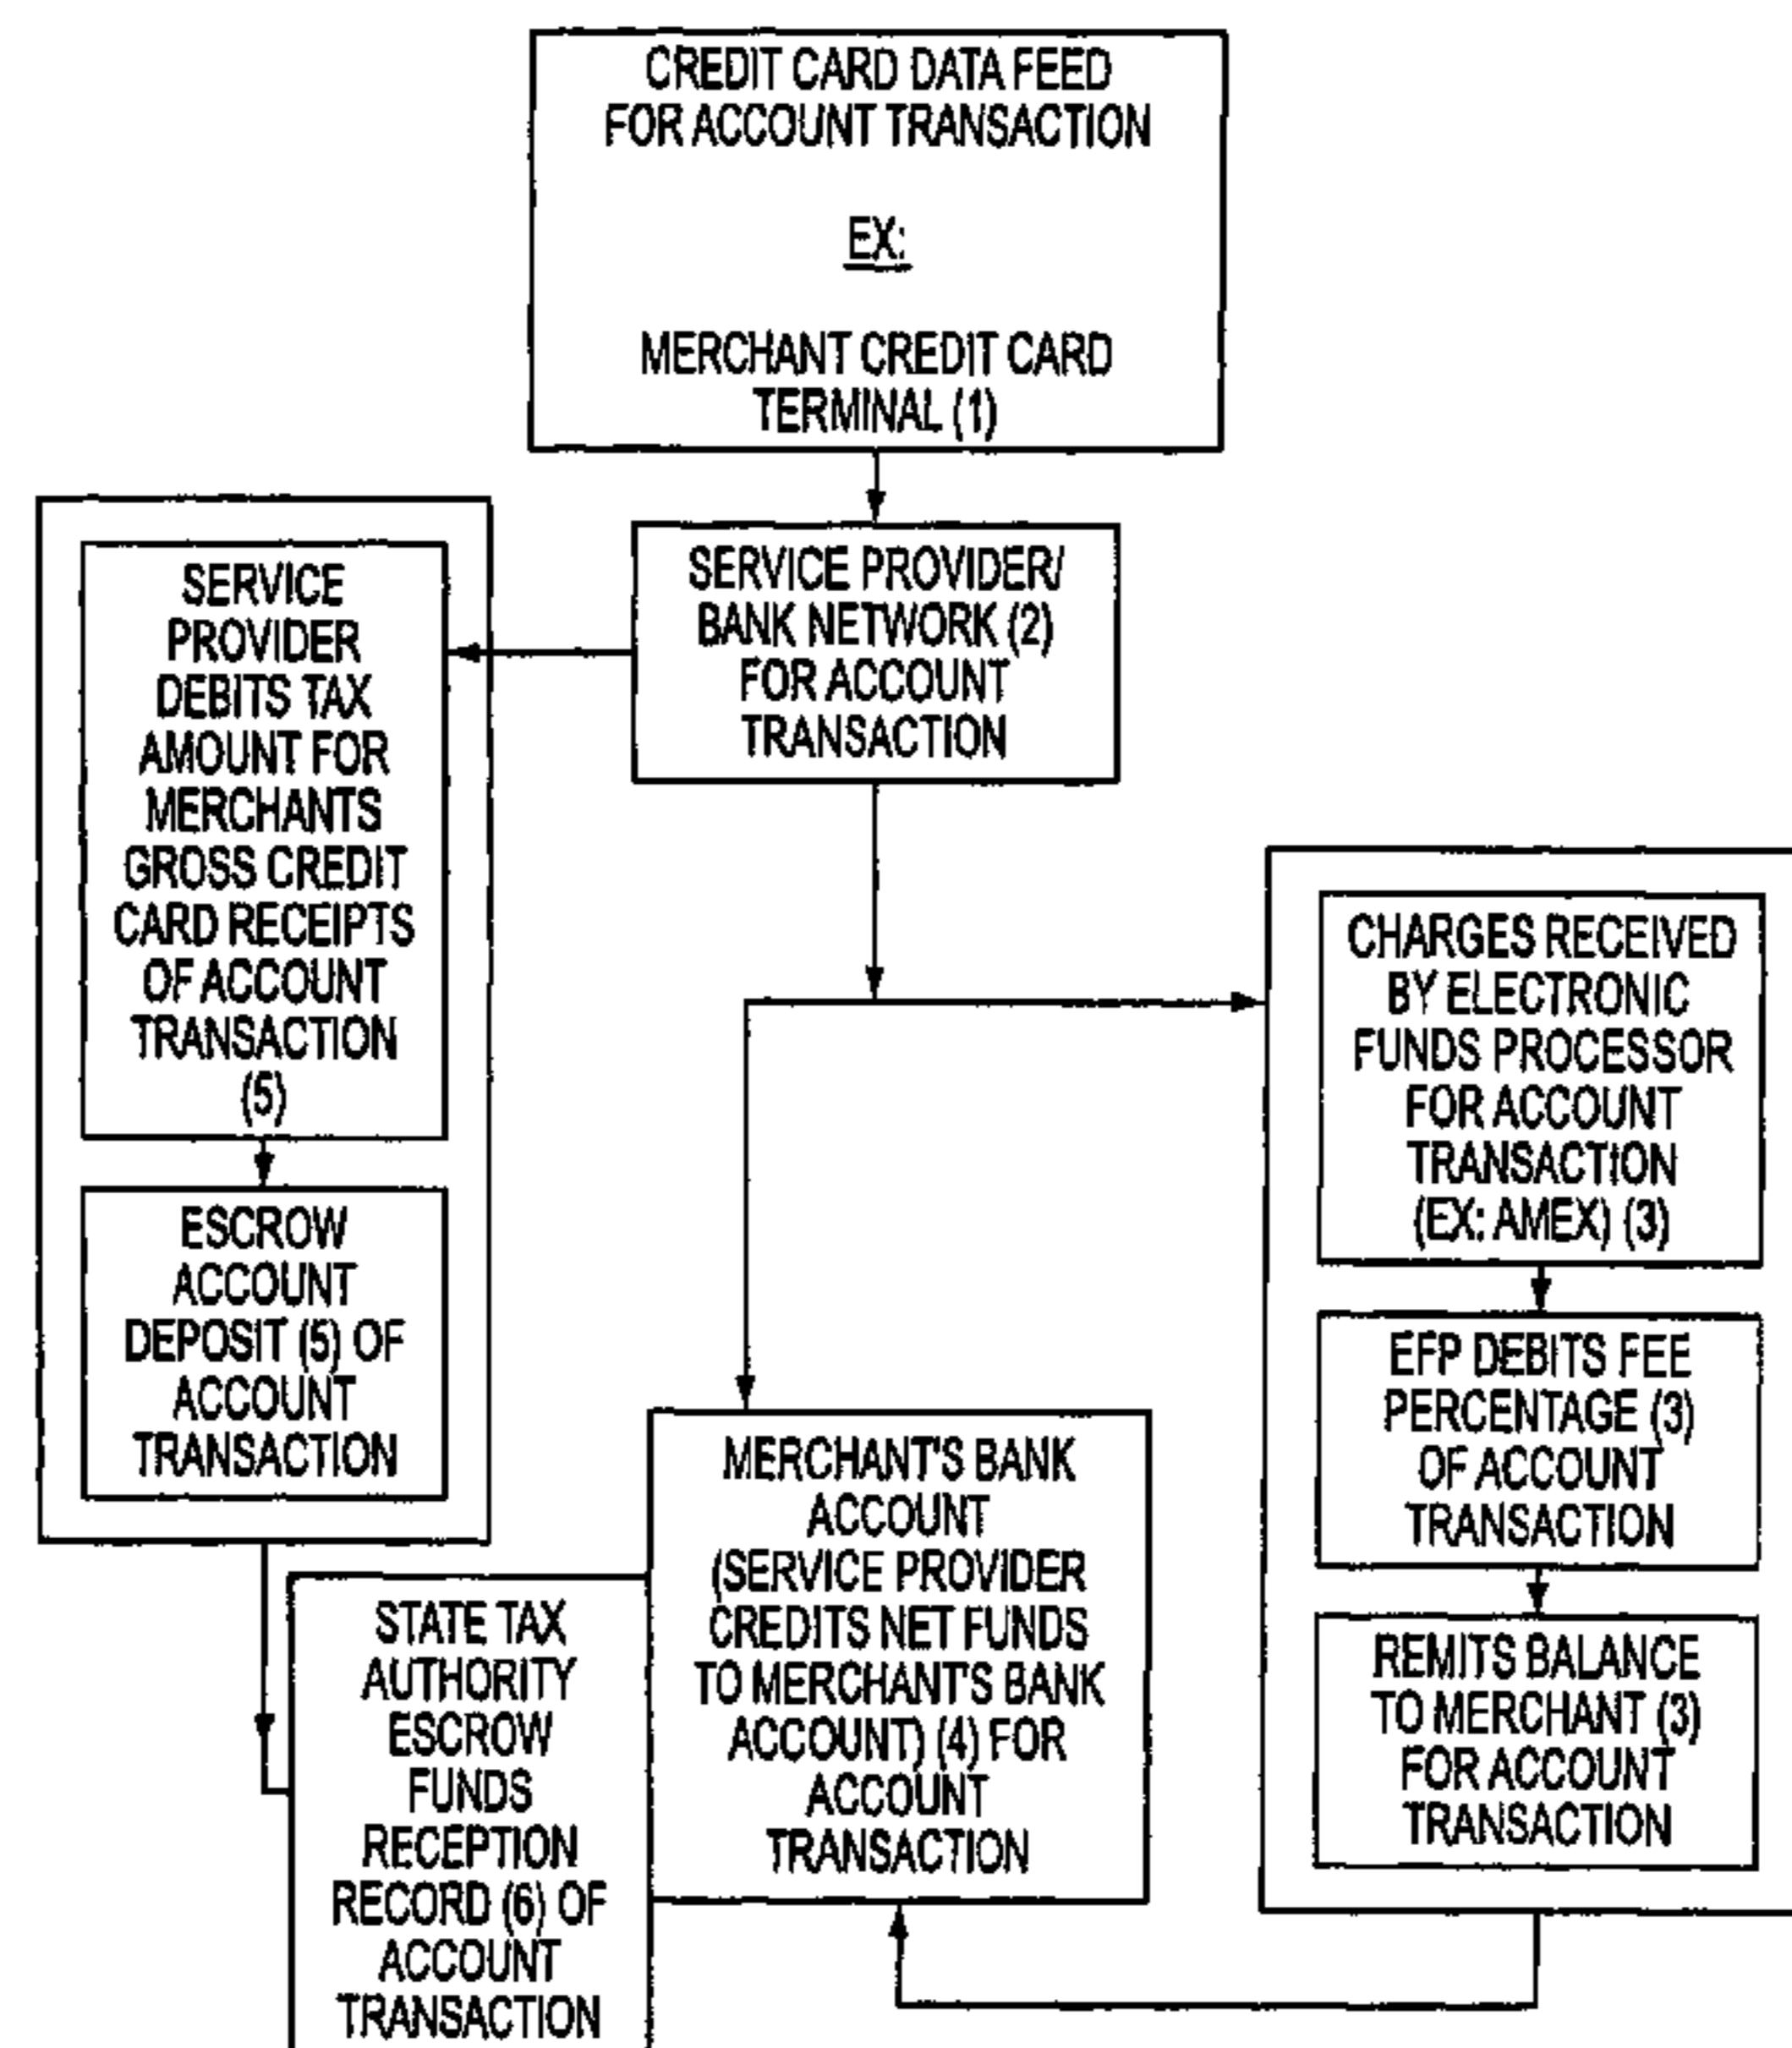 CREDIT CARD DATA FEED
FOR ACCOUNT TRANSACTION
EX:
MERCHANT CREDIT CARD
TERMINAL (1)
SERVICE PROVIDER/
BANK NETWORK (2)
FOR ACCOUNT
TRANSACTION
SERVICE
PROVIDER
DEBITS TAX
AMOUNT FOR
MERCHANTS
GROSS CREDIT
CARD RECEIPTS
OF ACCOUNT
TRANSACTION
(5)
ESCROW
ACCOUNT
DEPOSIT (5) OF
ACCOUNT
TRANSACTION
STATE TAX
AUTHORITY
ESCROW
FUNDS
RECEPTION
RECORD (6) OF
ACCOUNT
TRANSACTION
MERCHANT'S BANK
ACCOUNT
(SERVICE PROVIDER
CREDITS NET FUNDS
TO MERCHANT'S BANK
ACCOUNT) (4) FOR
ACCOUNT
TRANSACTION
CHARGES RECEIVED
BY ELECTRONIC
FUNDS PROCESSOR
FOR ACCOUNT
TRANSACTION
(EX: AMEX) (3)
EFP DEBITS FEE
PERCENTAGE (3)
OF ACCOUNT
TRANSACTION
REMITS BALANCE
TO MERCHANT (3)
FOR ACCOUNT
TRANSACTION